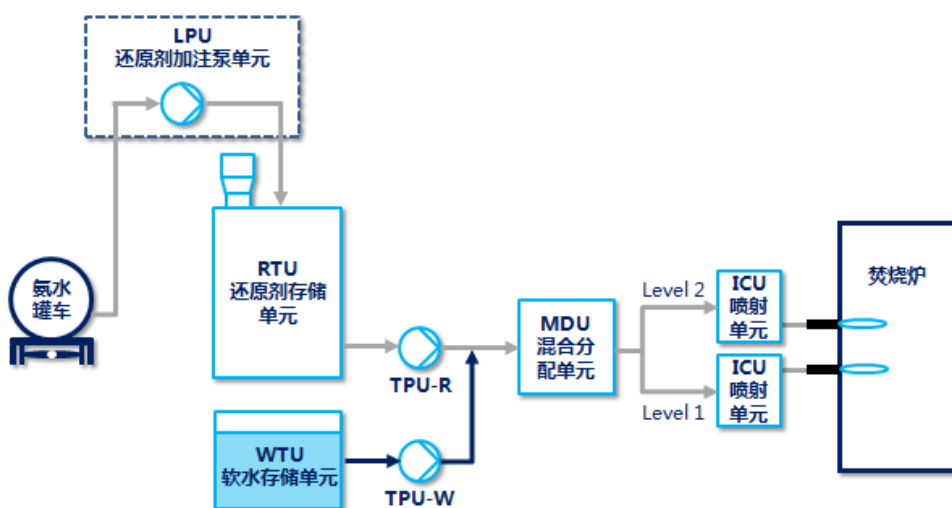 LPU
还原剂加注泵单元
氨水
罐车
RTU
还原剂存储
单元
TPU-R
WTU
软水存储单元
TPU-W
MDU
混合分
配单元
Level 2
Level 1
ICU
喷射
单元
ICU
喷射
单元
焚烧炉